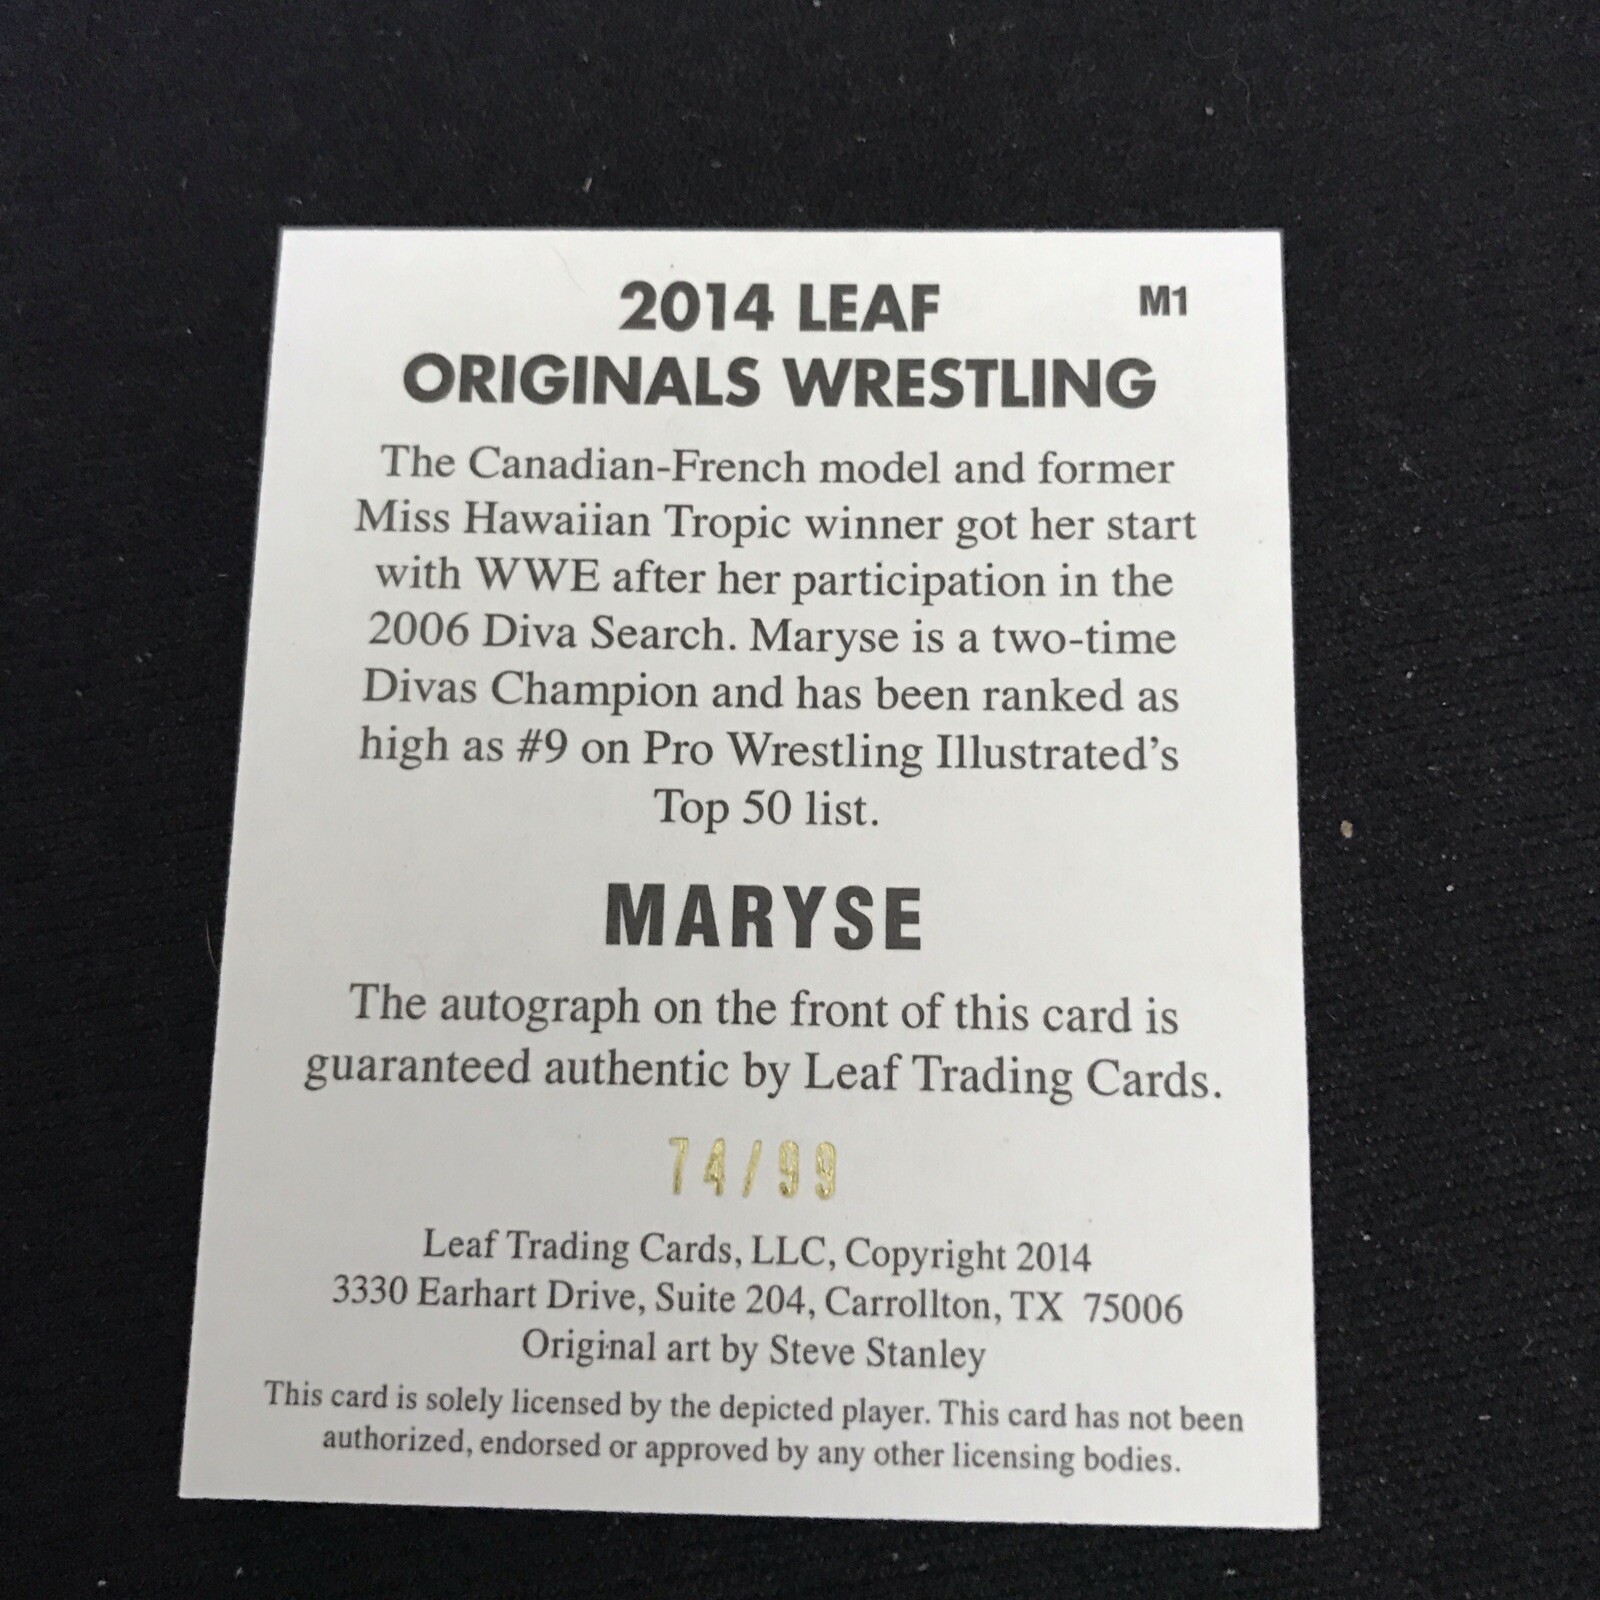 2014 LEAF M1
ORIGINALS WRESTLING
The Canadian-French model and former
Miss Hawaiian Tropic winner got her start
with WWE after her participation in the
2006 Diva Search. Maryse is a two-time
Divas Champion and has been ranked as
high as #9 on Pro Wrestling Illustrated's
Top 50 list.
MARYSE
The autograph on the front of this card is
guaranteed authentic by Leaf Trading Cards.
74/99
Leaf Trading Cards, LLC, Copyright 2014
3330 Earhart Drive, Suite 204, Carrollton, TX 75006
Original art by Steve Stanley
This card is solely licensed by the depicted player. This card has not been
authorized, endorsed or approved by any other licensing bodies.